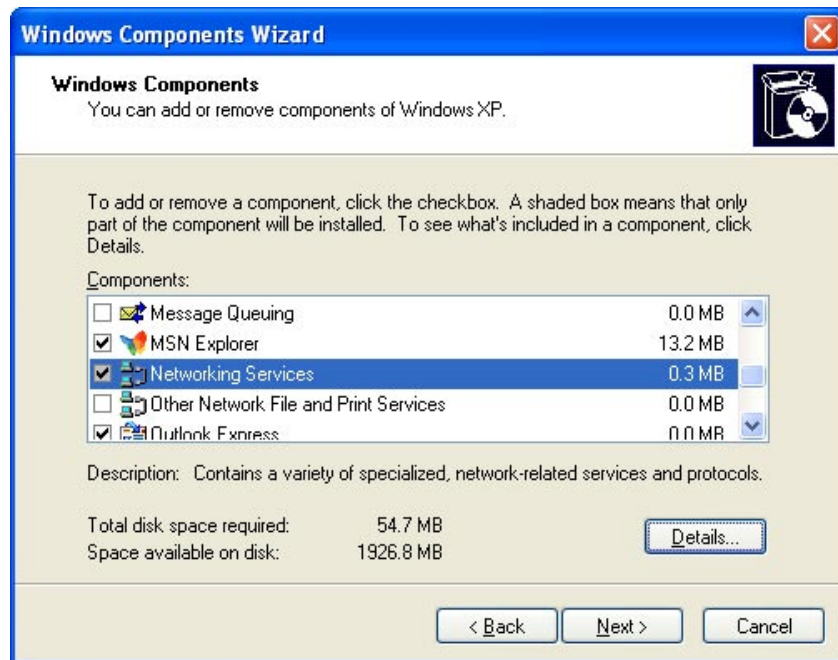 Windows Components Wizard
Windows Components
You can add or remove components of Windows XP.
To add or remove a component, click the checkbox. A shaded box means that only
part of the component will be installed. To see what's included in a component, click
Details.
Components:
Message Queuing 0.0 MB
MSN Explorer 13.2 MB
Networking Services 0.3 MB
Other Network File and Print Services 0.0 MB
Outlook Express 0.0 MB
Description: Contains a variety of specialized, network-related services and protocols.
Total disk space required: 54.7 MB
Space available on disk: 1926.8 MB
Details...
< Back Next > Cancel